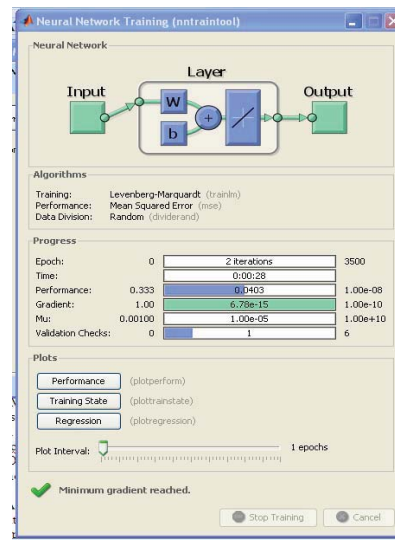 Neural Network Training (nntraintool)
Neural Network
Layer
Input
Output
W
b
+
Algorithms
Training: Levenberg-Marquardt (trainlm)
Performance: Mean Squared Error (mse)
Data Division: Random (dividerand)
Progress
Epoch: 0 2 iterations 3500
Time: 0:00:28
Performance: 0.333 0.0403 1.00e-08
Gradient: 1.00 6.78e-15 1.00e-10
Mu: 0.00100 1.00e-05 1.00e+10
Validation Checks: 0 1 6
Plots
Performance (plotperform)
Training State (plottrainstate)
Regression (plotregression)
Plot Interval: 1 epochs
Minimum gradient reached.
Stop Training Cancel